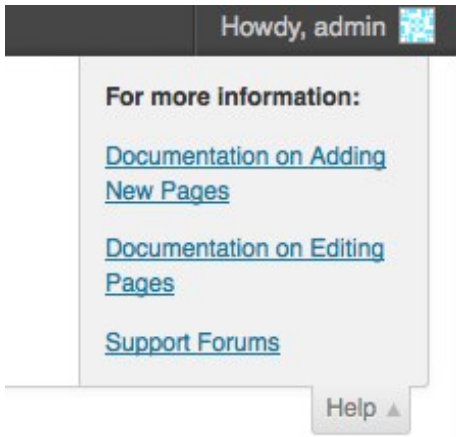 Howdy, admin
For more information:
Documentation on Adding
New Pages
Documentation on Editing
Pages
Support Forums
Help